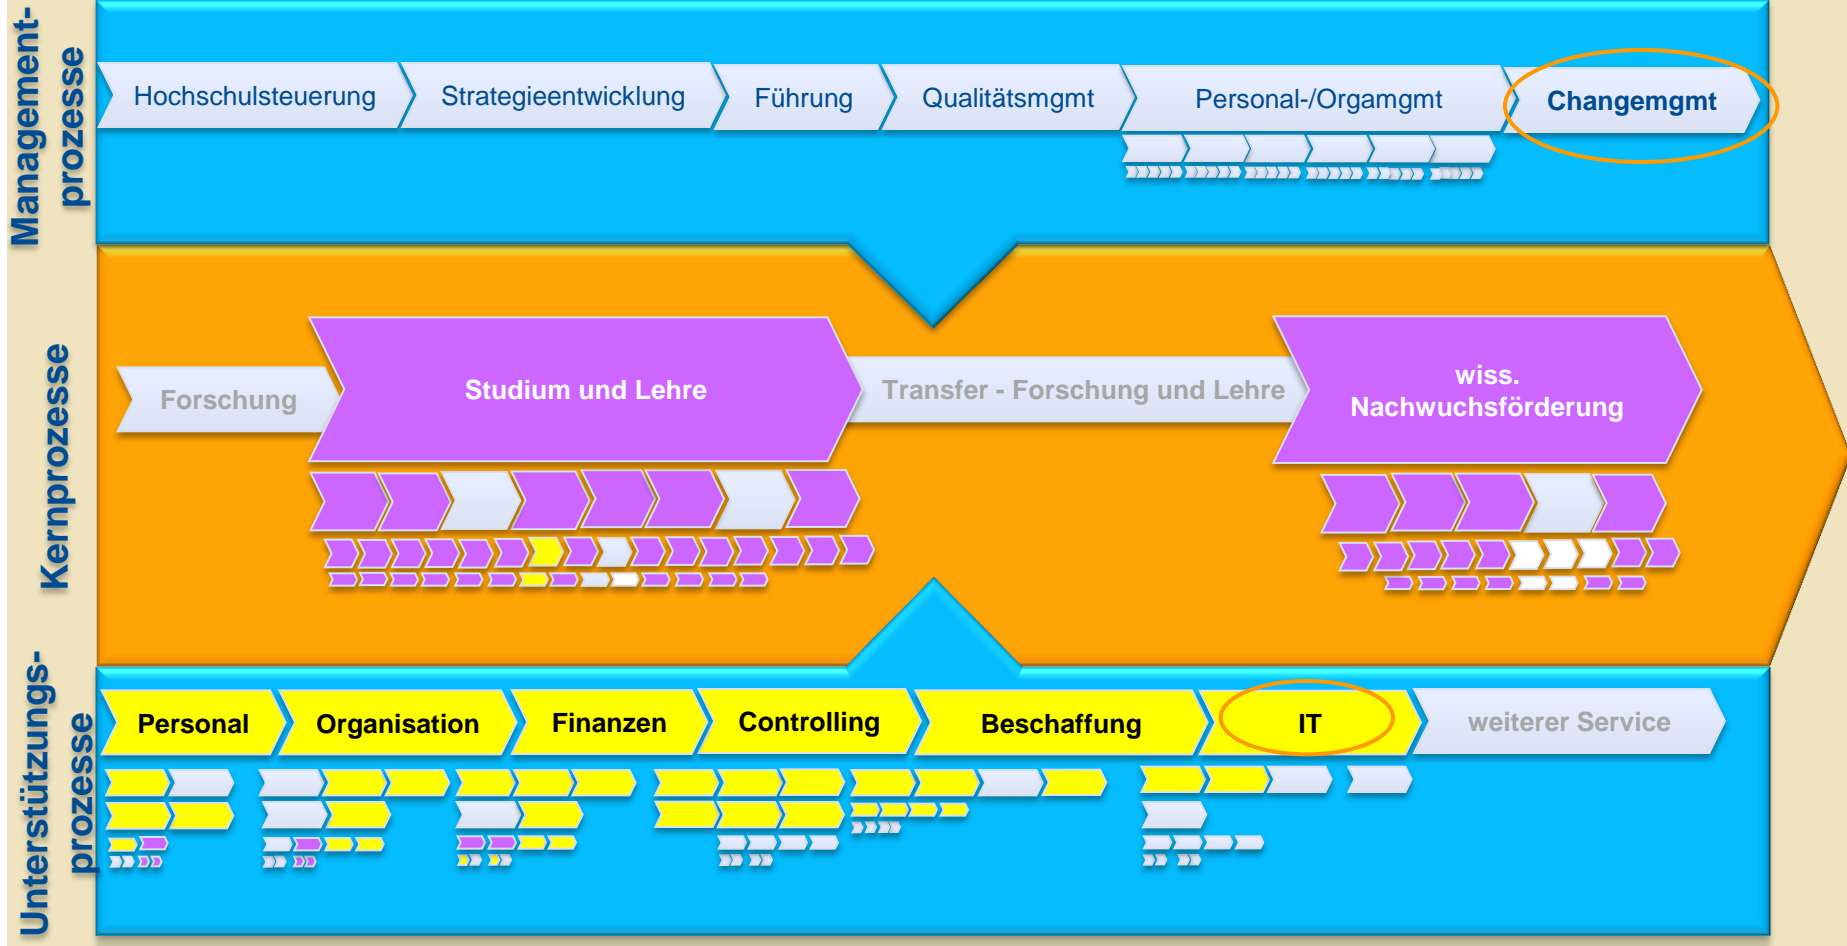 Management-
prozesse
Hochschulsteuerung
Strategieentwicklung
Führung
Qualitätsmgmt
Personal-/Orgamgmt
Changemgmt
Kernprozesse
Forschung
Studium und Lehre
Transfer - Forschung und Lehre
wiss.
Nachwuchsförderung
Unterstützungs-
prozesse
Personal
Organisation
Finanzen
Controlling
Beschaffung
IT
weiterer Service